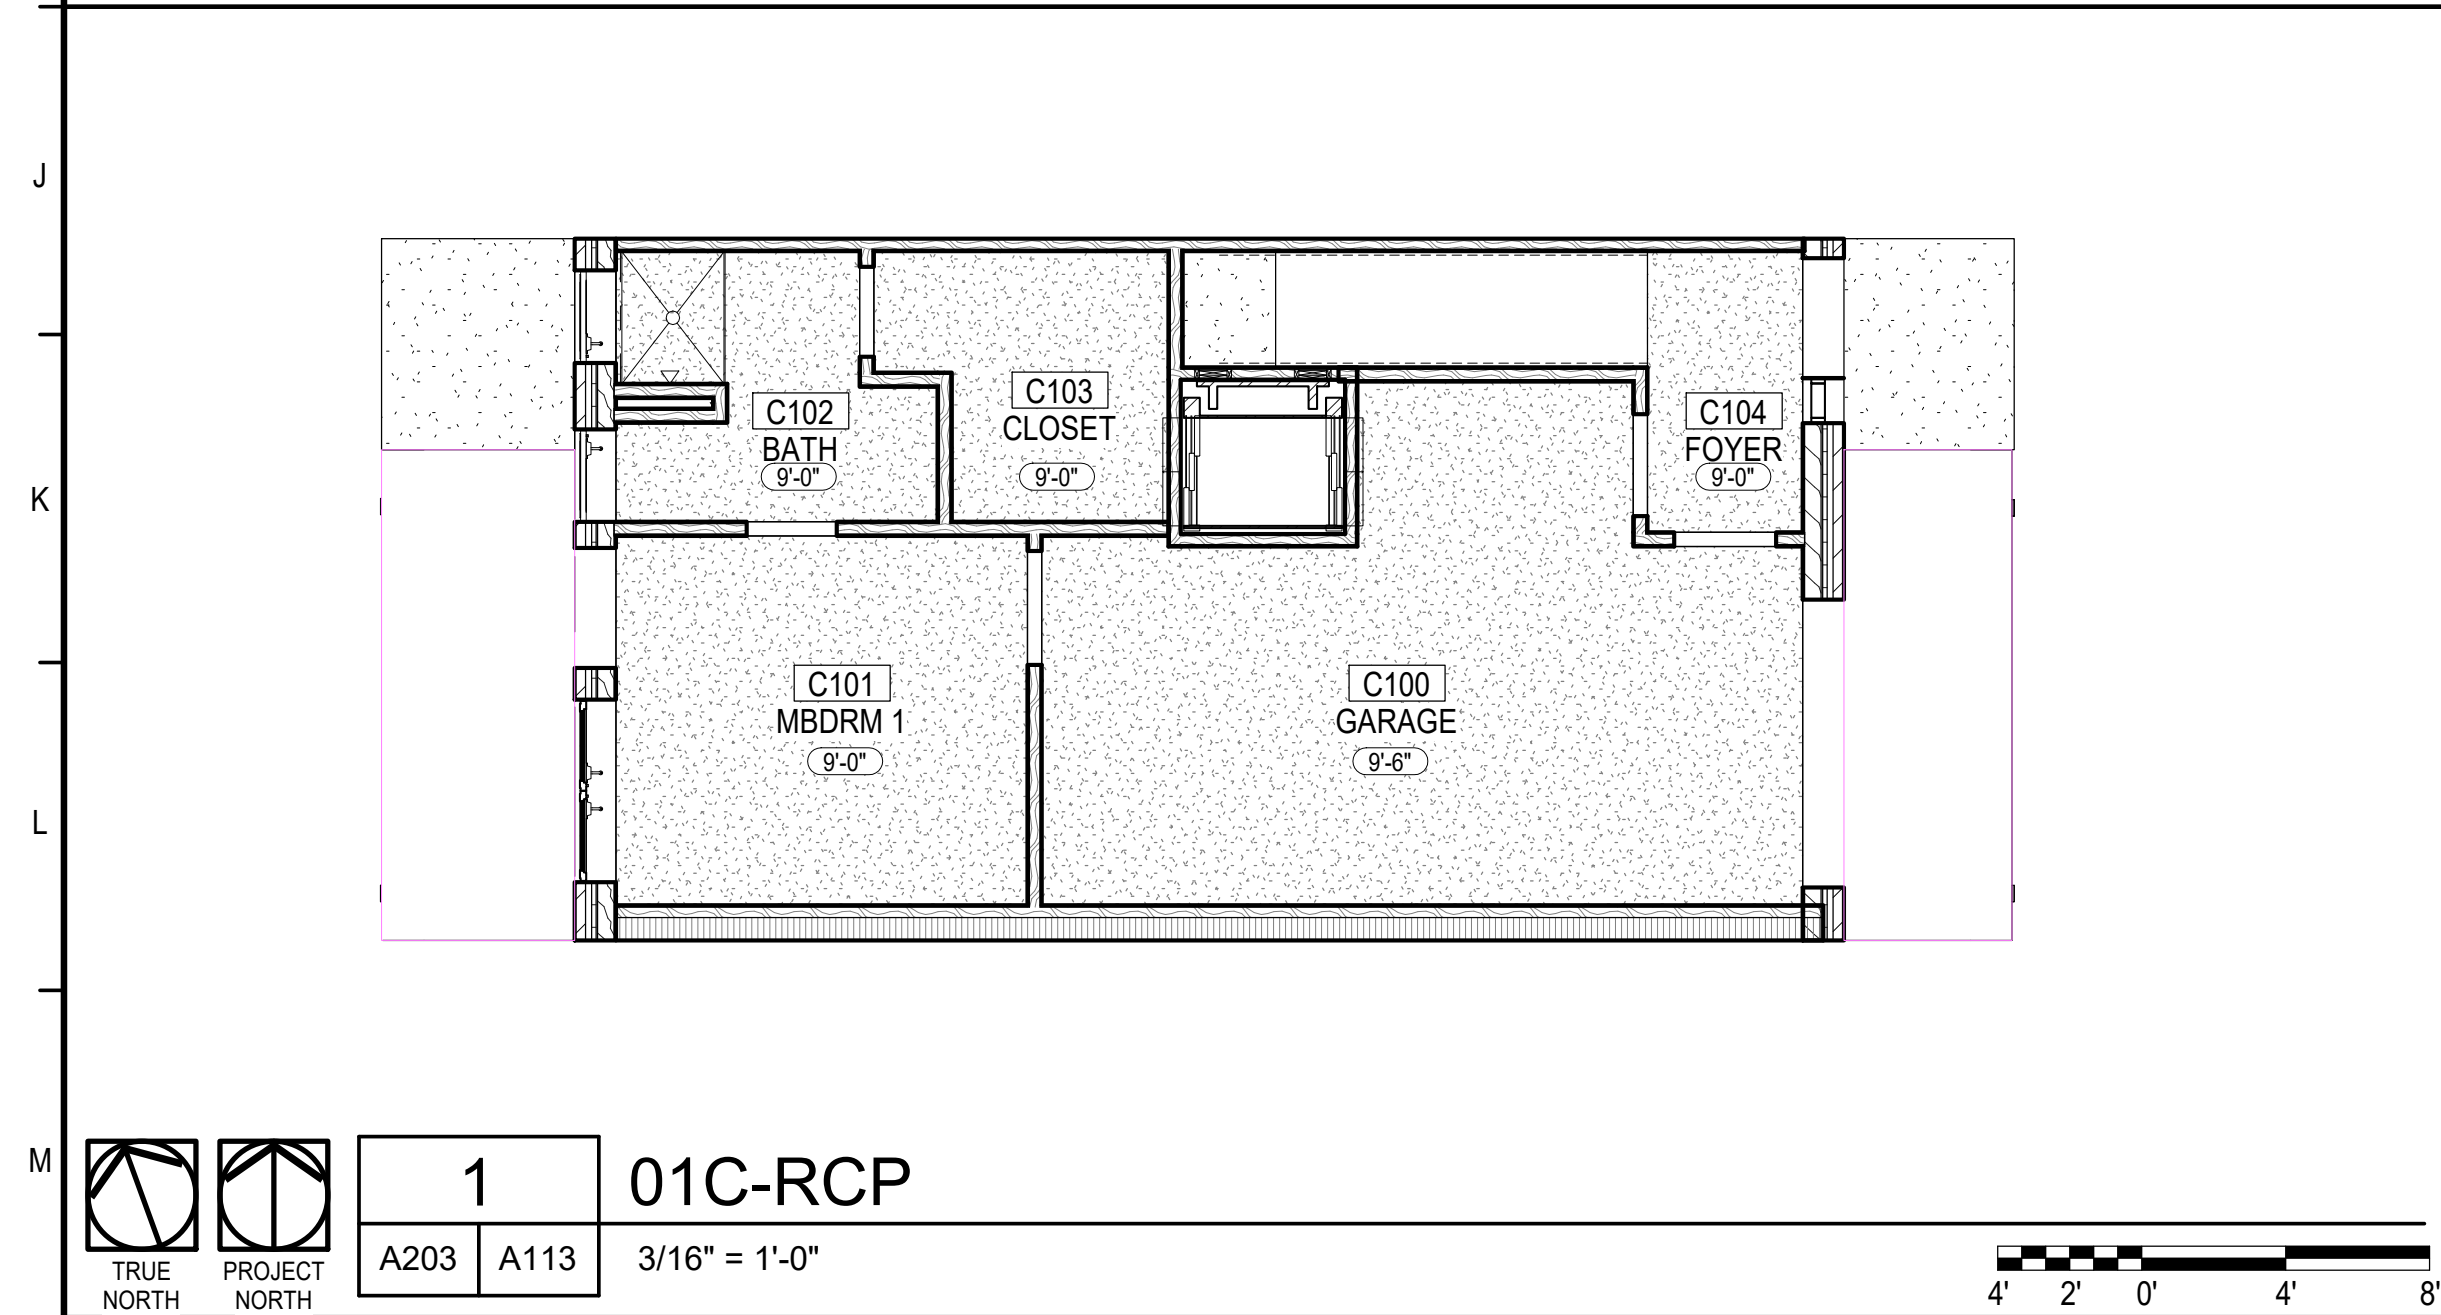 J
K
L
M
C102
BATH
9'-0"
C103
CLOSET
9'-0"
C104
FOYER
9'-0"
C101
MBDRM 1
9'-0"
C100
GARAGE
9'-6"
TRUE
NORTH
PROJECT
NORTH
1
A203
A113
01C-RCP
3/16" = 1'-0"
4' 2' 0' 4' 8'